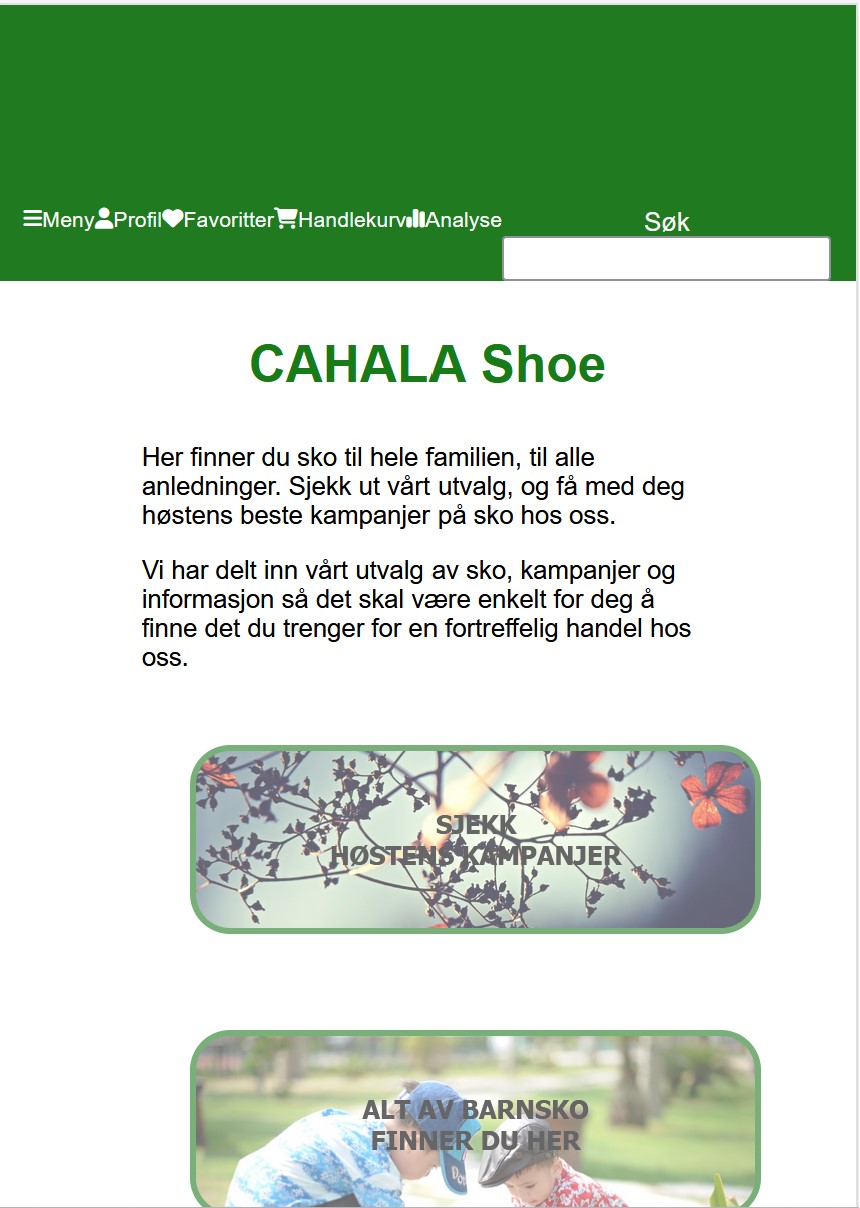 Meny Profil Favoritter Handlekurv Analyse
Søk
CAHALA Shoe
Her finner du sko til hele familien, til alle
anledninger. Sjekk ut vårt utvalg, og få med deg
høstens beste kampanjer på sko hos oss.
Vi har delt inn vårt utvalg av sko, kampanjer og
informasjon så det skal være enkelt for deg å
finne det du trenger for en fortreffelig handel hos
oss.
SJEKK
HØSTENS KAMPANJER
ALT AV BARNSKO
FINNER DU HER